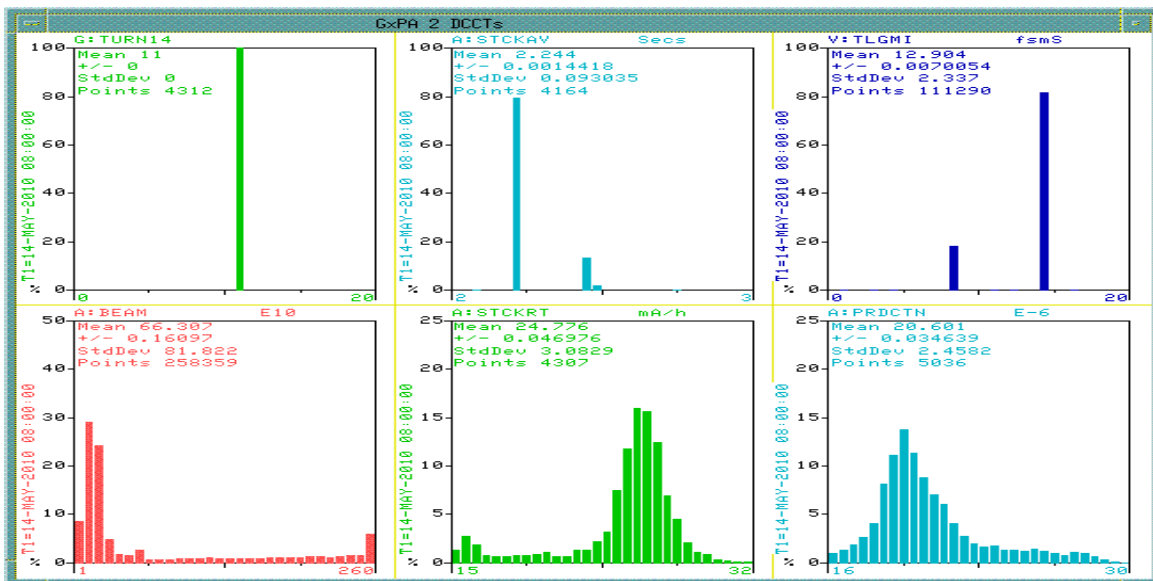 GxPA 2 DCCTs
G:TURN14
Mean 11
+/- 0
StdDev 0
Points 4312
100
80
60
40
20
% 0
0 20
T1=14-MAY-2010 08:00:00
A:STCKAV Secs
Mean 2.244
+/- 0.0014418
StdDev 0.093035
Points 4164
100
80
60
40
20
% 0
2 3
T1=14-MAY-2010 08:00:00
V:TLGMI fsmS
Mean 12.904
+/- 0.0070054
StdDev 2.337
Points 111290
100
80
60
40
20
% 0
0 20
T1=14-MAY-2010 08:00:00
A:BEAM E10
Mean 66.307
+/- 0.16097
StdDev 81.822
Points 258359
50
40
30
20
10
% 0
1 260
T1=14-MAY-2010 08:00:00
A:STCKRT mA/h
Mean 24.776
+/- 0.046976
StdDev 3.0829
Points 4307
25
20
15
10
5
% 0
15 32
T1=14-MAY-2010 08:00:00
A:PRDCTN E-6
Mean 20.601
+/- 0.034639
StdDev 2.4582
Points 5036
25
20
15
10
5
% 0
16 30
T1=14-MAY-2010 08:00:00